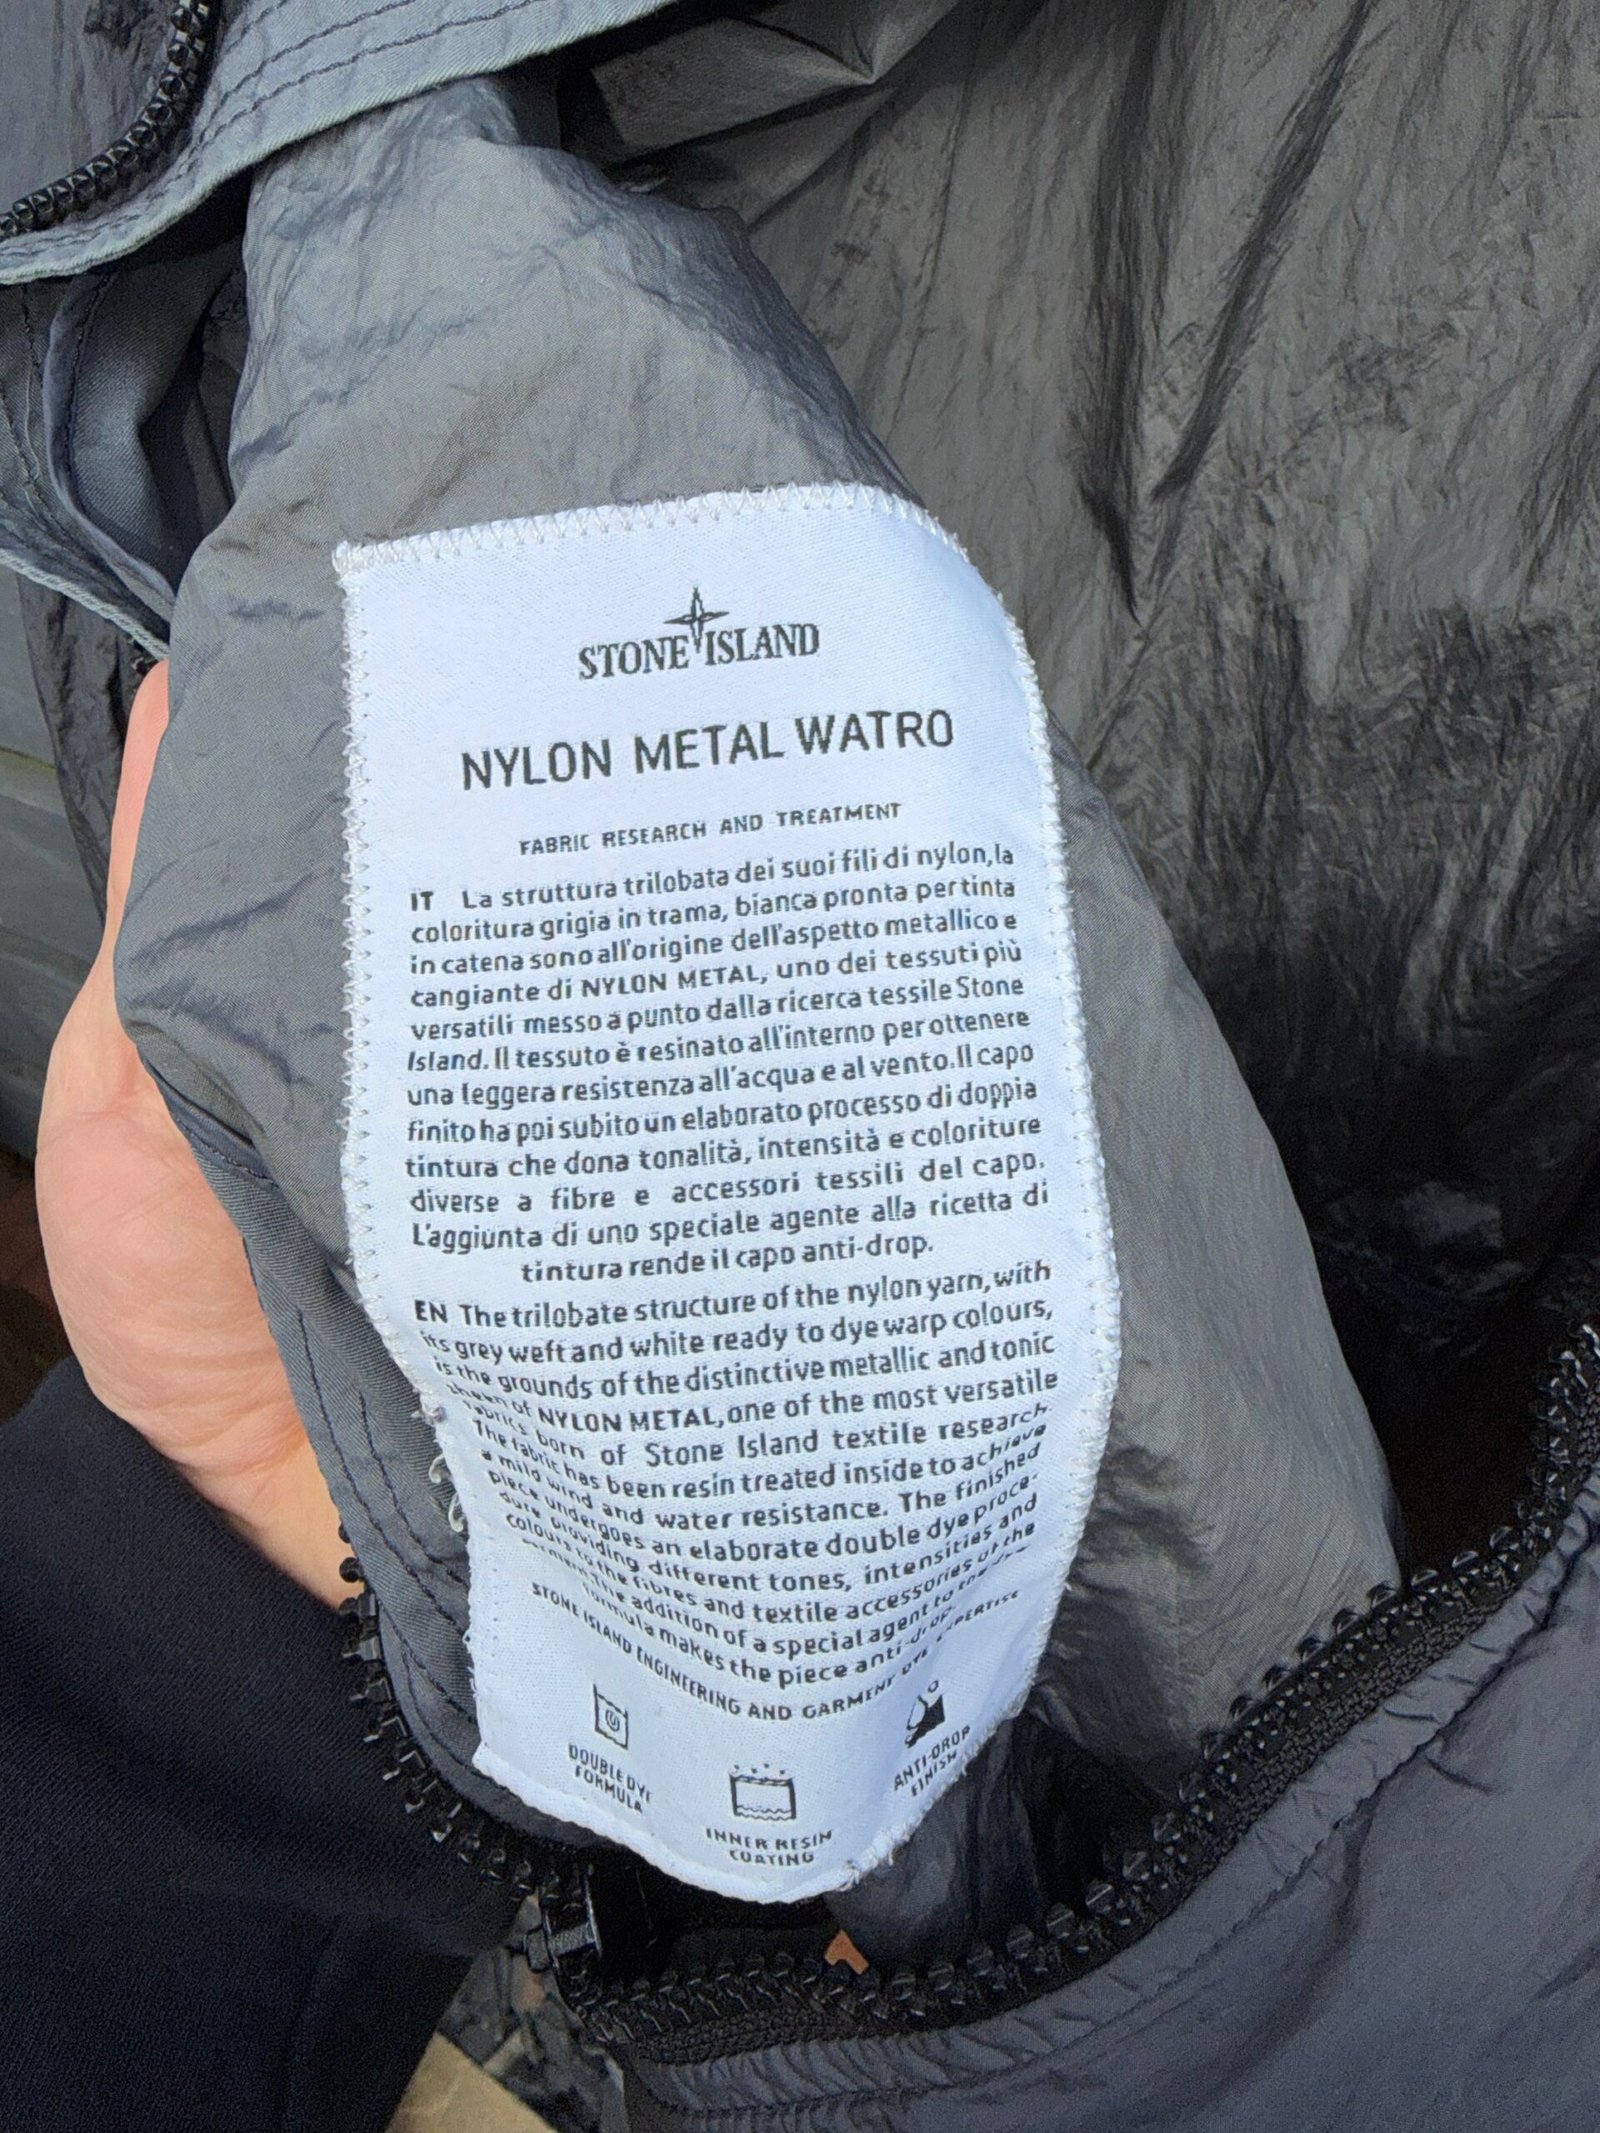 STONE ISLAND
NYLON METAL WATRO
FABRIC RESEARCH AND TREATMENT
IT La struttura trilobata dei suoi fili di nylon, la
coloritura grigia in trama, bianca pronta per tinta
in catena sono all'origine dell'aspetto metallico e
cangiante di NYLON METAL, uno dei tessuti più
versatili messo a punto dalla ricerca tessile Stone
Island. Il tessuto è resinato all'interno per ottenere
una leggera resistenza all'acqua e al vento. Il capo
finito ha poi subito un elaborato processo di doppia
tintura che dona tonalità, intensità e coloriture
diverse a fibre e accessori tessili del capo.
L'aggiunta di uno speciale agente alla ricetta di
tintura rende il capo anti-drop.
EN The trilobate structure of the nylon yarn, with
its grey weft and white ready to dye warp colours,
is the grounds of the distinctive metallic and tonic
sheen of NYLON METAL, one of the most versatile
fabrics born of Stone Island textile research.
The fabric has been resin treated inside to achieve
a mild wind and water resistance. The finished
piece undergoes an elaborate double dye proce-
dure providing different tones, intensities and
colours to the fibres and textile accessories of the
garment. The addition of a special agent to the dye
formula makes the piece anti-drop.
STONE ISLAND ENGINEERING AND GARMENT DYE EXPERTISE
DOUBLE DYE
FORMULA
INNER RESIN
COATING
ANTI-DROP
FINISH